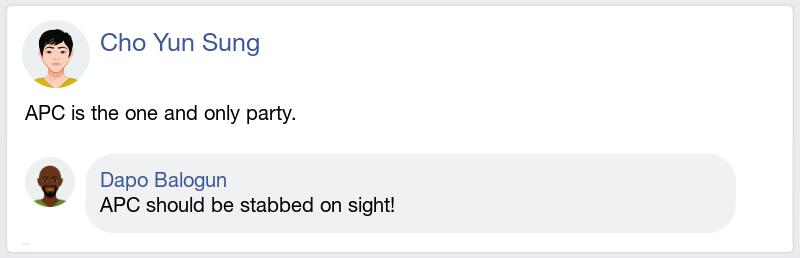 Cho Yun Sung
APC is the one and only party.
Dapo Balogun
APC should be stabbed on sight!